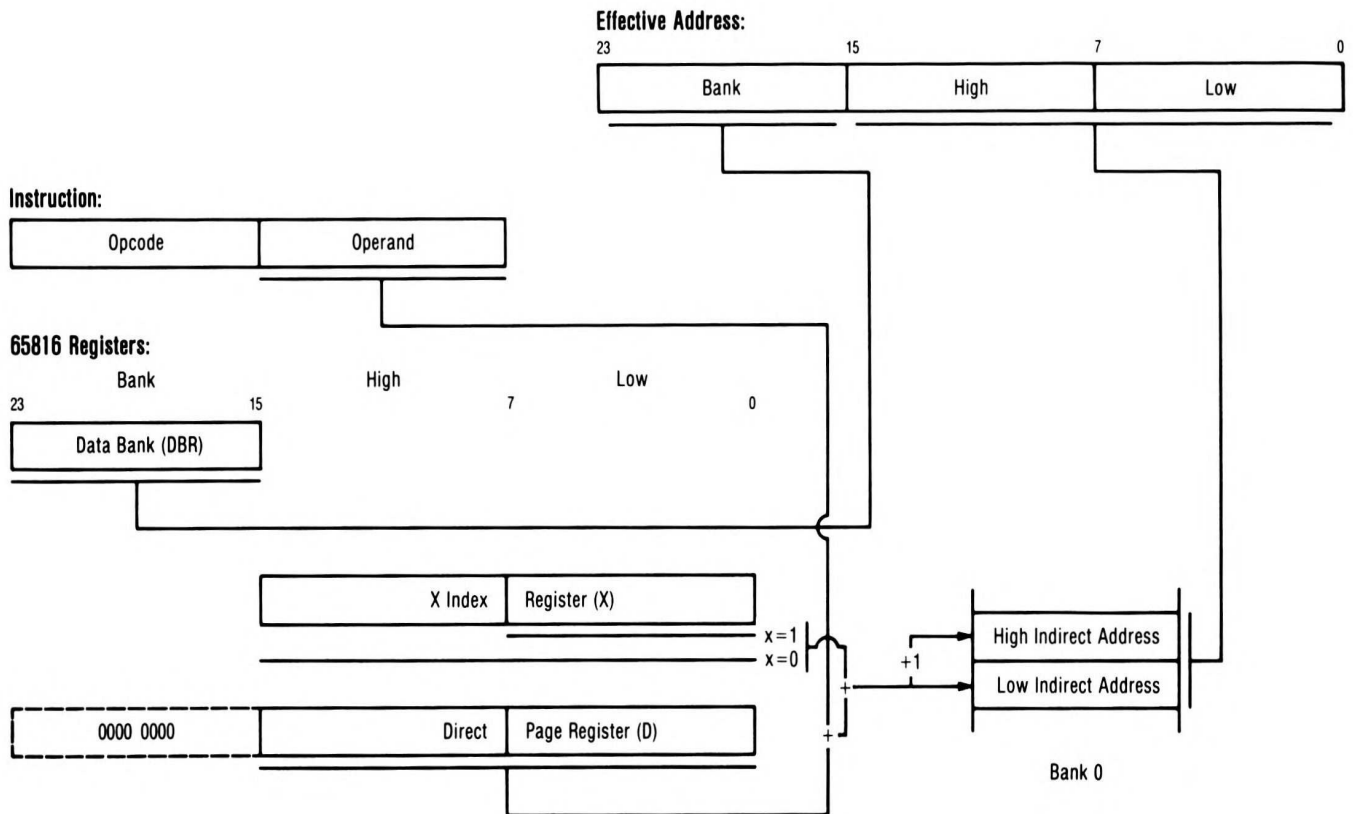 Effective Address:
23 15 7 0
Bank High Low
Instruction:
Opcode Operand
65816 Registers:
Bank High Low
23 15 7 0
Data Bank (DBR)
X Index Register (X)
x=1
x=0
High Indirect Address
+1
Low Indirect Address
+
0000 0000 Direct Page Register (D)
+
Bank 0